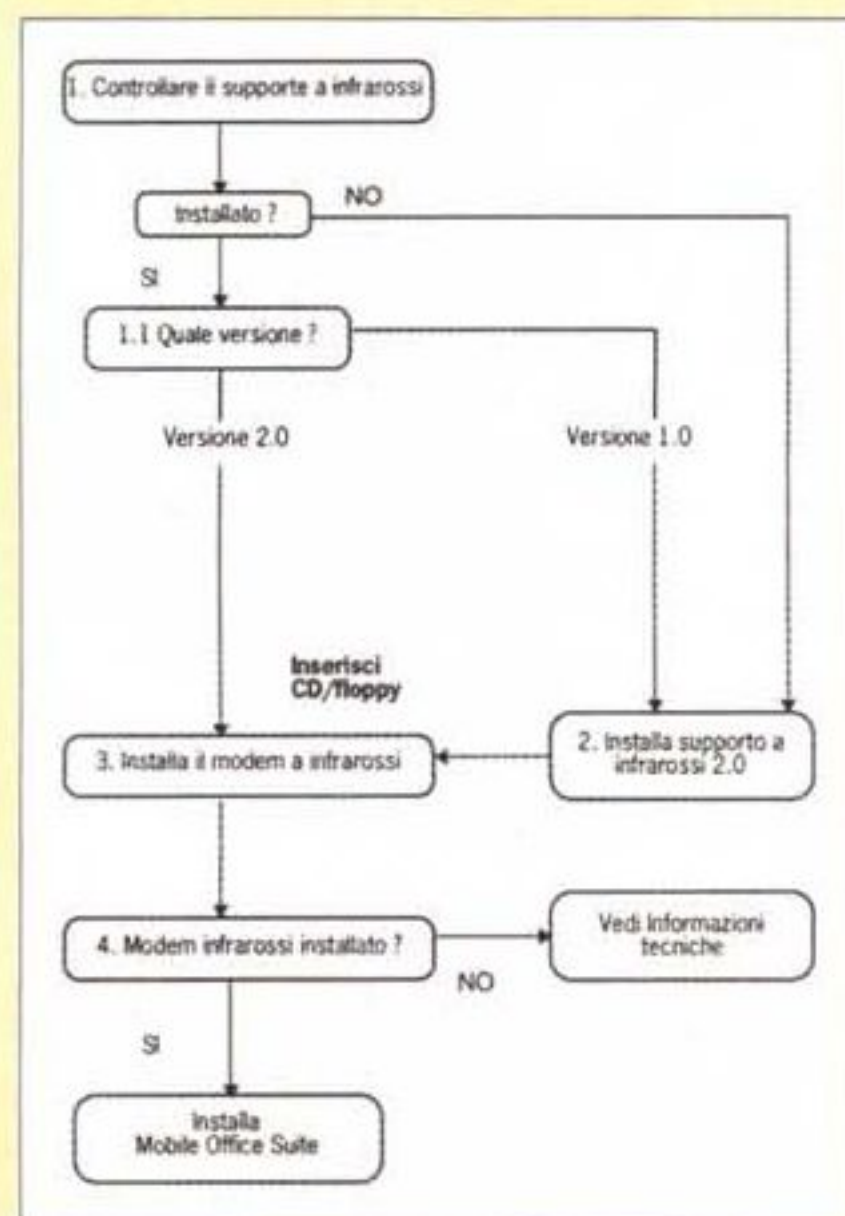 1. Controllare il supporte a infrarossi
Installato ?
NO
SI
1.1 Quale versione ?
Versione 2.0
Versione 1.0
Inserisci
CD/floppy
3. Installa il modem a infrarossi
2. Installa supporto a
infrarossi 2.0
4. Modem infrarossi installato ?
NO
Vedi Informazioni
tecniche
SI
Installa
Mobile Office Suite